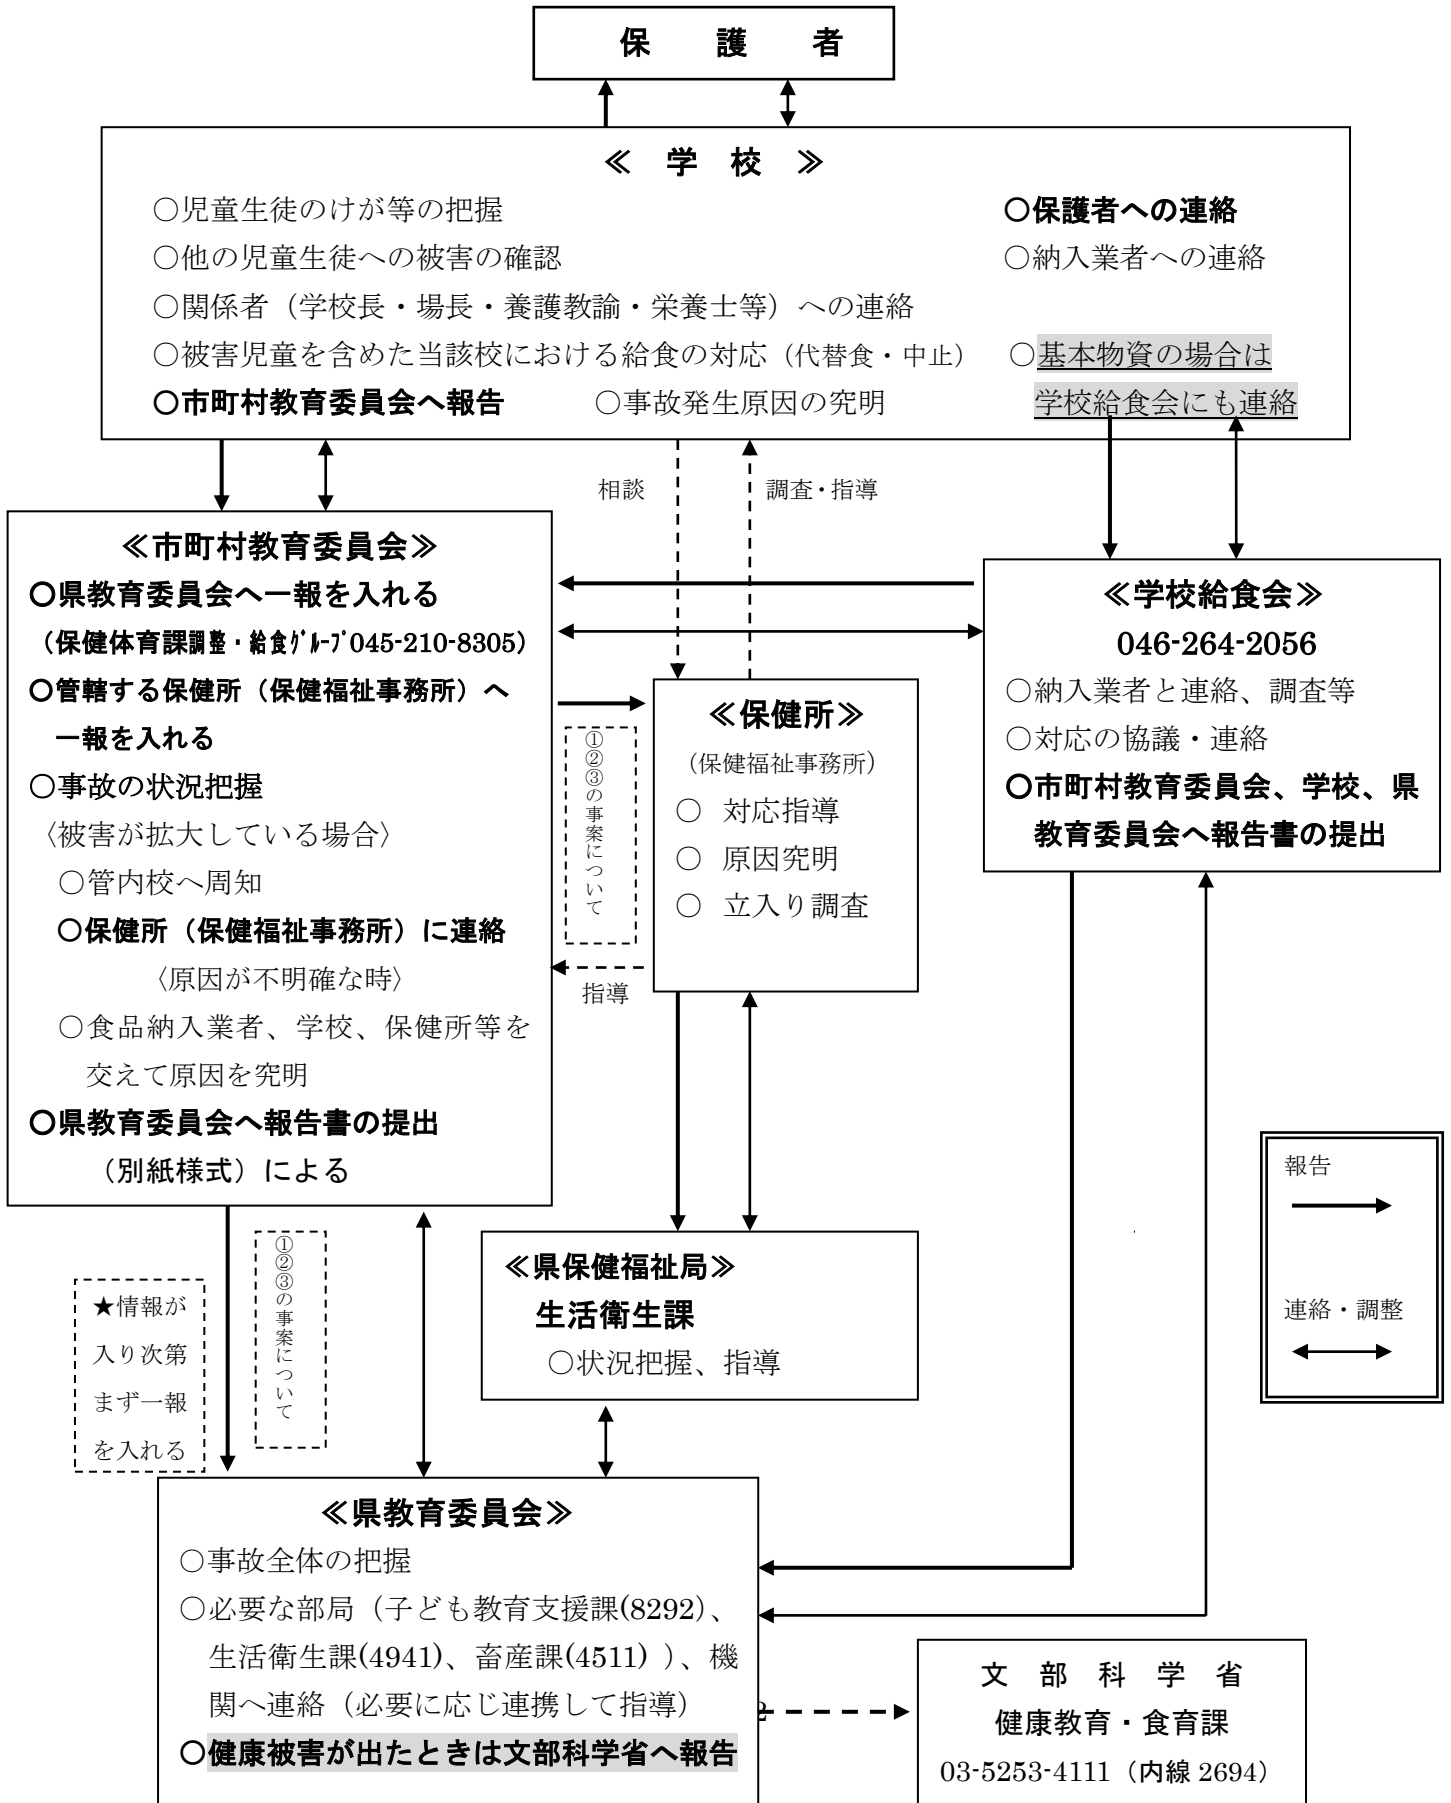 保　護　者
≪　学　校　≫
○児童生徒のけが等の把握
○保護者への連絡
○他の児童生徒への被害の確認
○納入業者への連絡
○関係者（学校長・場長・養護教諭・栄養士等）への連絡
○被害児童を含めた当該校における給食の対応（代替食・中止）
○基本物資の場合は
学校給食会にも連絡
○市町村教育委員会へ報告
○事故発生原因の究明
相談
調査・指導
≪市町村教育委員会≫
○県教育委員会へ一報を入れる
（保健体育課調整・給食ｸﾞﾙｰﾌﾟ045-210-8305）
○管轄する保健所（保健福祉事務所）へ
一報を入れる
○事故の状況把握
〈被害が拡大している場合〉
○管内校へ周知
○保健所（保健福祉事務所）に連絡
〈原因が不明確な時〉
○食品納入業者、学校、保健所等を
交えて原因を究明
○県教育委員会へ報告書の提出
（別紙様式）による
①②③の事案について
指導
≪保健所≫
（保健福祉事務所）
○　対応指導
○　原因究明
○　立入り調査
≪学校給食会≫
046-264-2056
○納入業者と連絡、調査等
○対応の協議・連絡
○市町村教育委員会、学校、県
教育委員会へ報告書の提出
報告
連絡・調整
★情報が
入り次第
まず一報
を入れる
①②③の事案について
≪県保健福祉局≫
生活衛生課
○状況把握、指導
≪県教育委員会≫
○事故全体の把握
○必要な部局（子ども教育支援課(8292)、
生活衛生課(4941)、畜産課(4511) ）、機
関へ連絡（必要に応じ連携して指導）
○健康被害が出たときは文部科学省へ報告
2
文　部　科　学　省
健康教育・食育課
03-5253-4111（内線 2694）